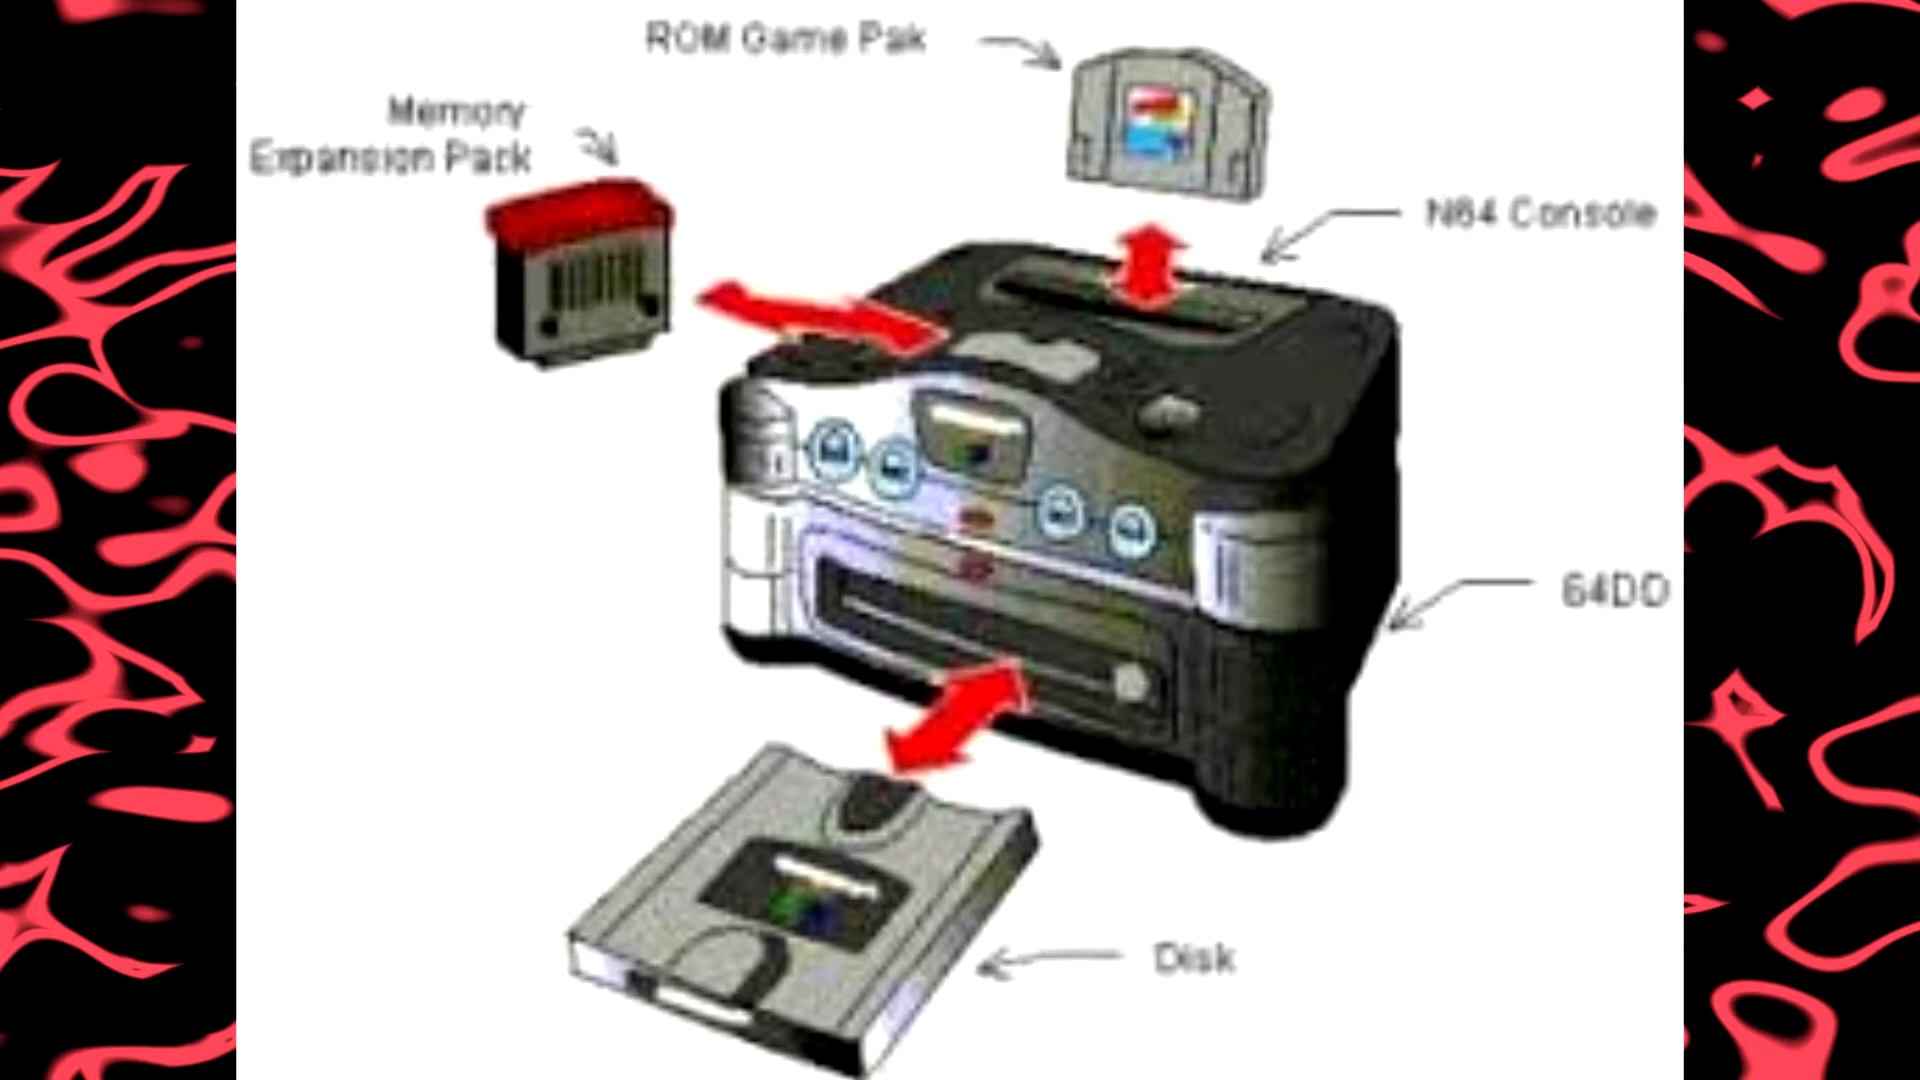 ROM Game Pak
Memory
Expansion Pack
N64 Console
64DD
Disk